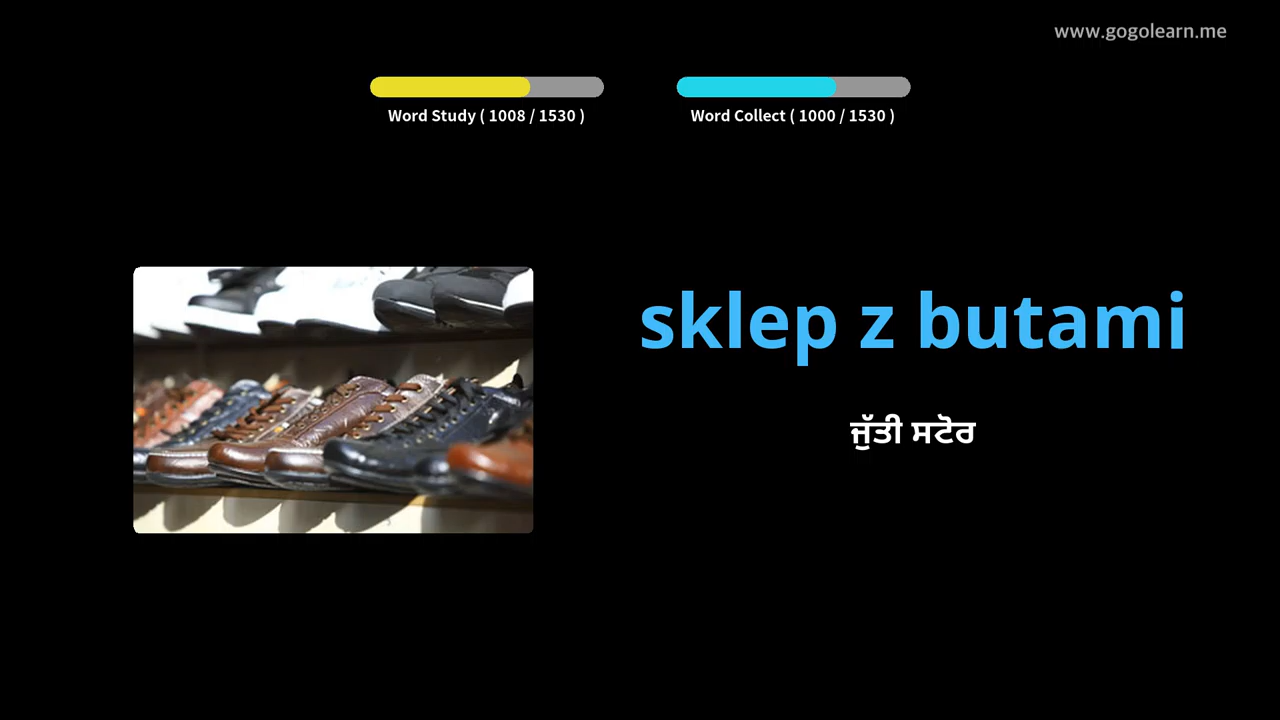 www.gogolearn.me
Word Study ( 1008 / 1530 )
Word Collect ( 1000 / 1530 )
sklep z butami
ਜੁੱਤੀ ਸਟੋਰ